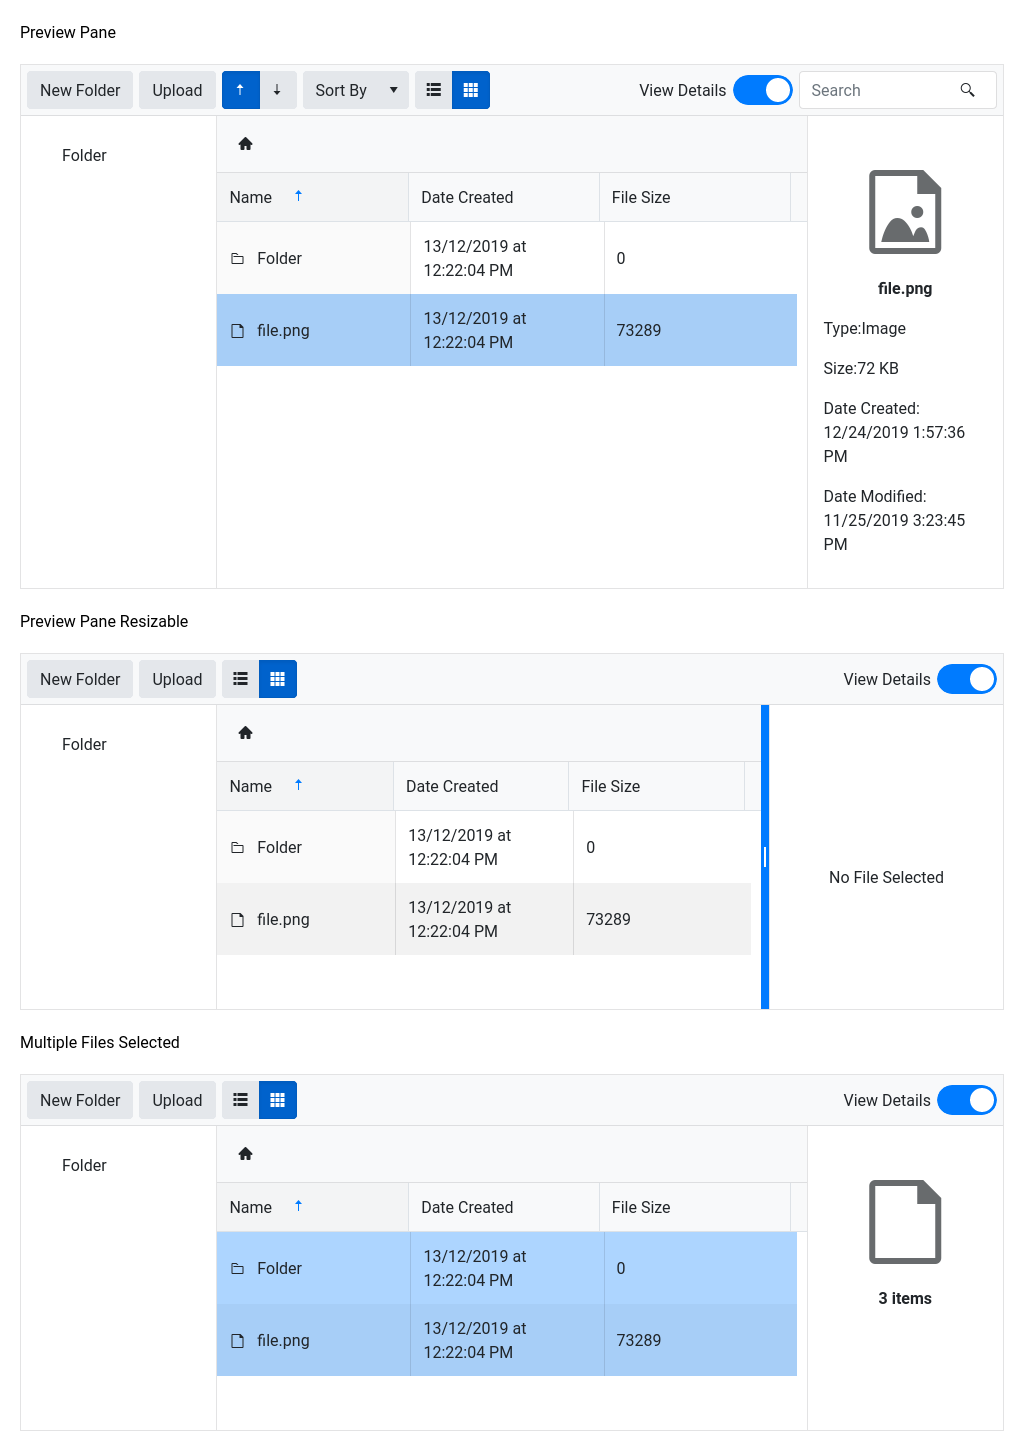 Preview Pane
New Folder Upload Sort By View Details Search
Folder
Name Date Created File Size
Folder 13/12/2019 at 12:22:04 PM 0
file.png 13/12/2019 at 12:22:04 PM 73289
file.png
Type:Image
Size:72 KB
Date Created:
12/24/2019 1:57:36
PM
Date Modified:
11/25/2019 3:23:45
PM
Preview Pane Resizable
New Folder Upload View Details
Folder
Name Date Created File Size
Folder 13/12/2019 at 12:22:04 PM 0
file.png 13/12/2019 at 12:22:04 PM 73289
No File Selected
Multiple Files Selected
New Folder Upload View Details
Folder
Name Date Created File Size
Folder 13/12/2019 at 12:22:04 PM 0
file.png 13/12/2019 at 12:22:04 PM 73289
3 items